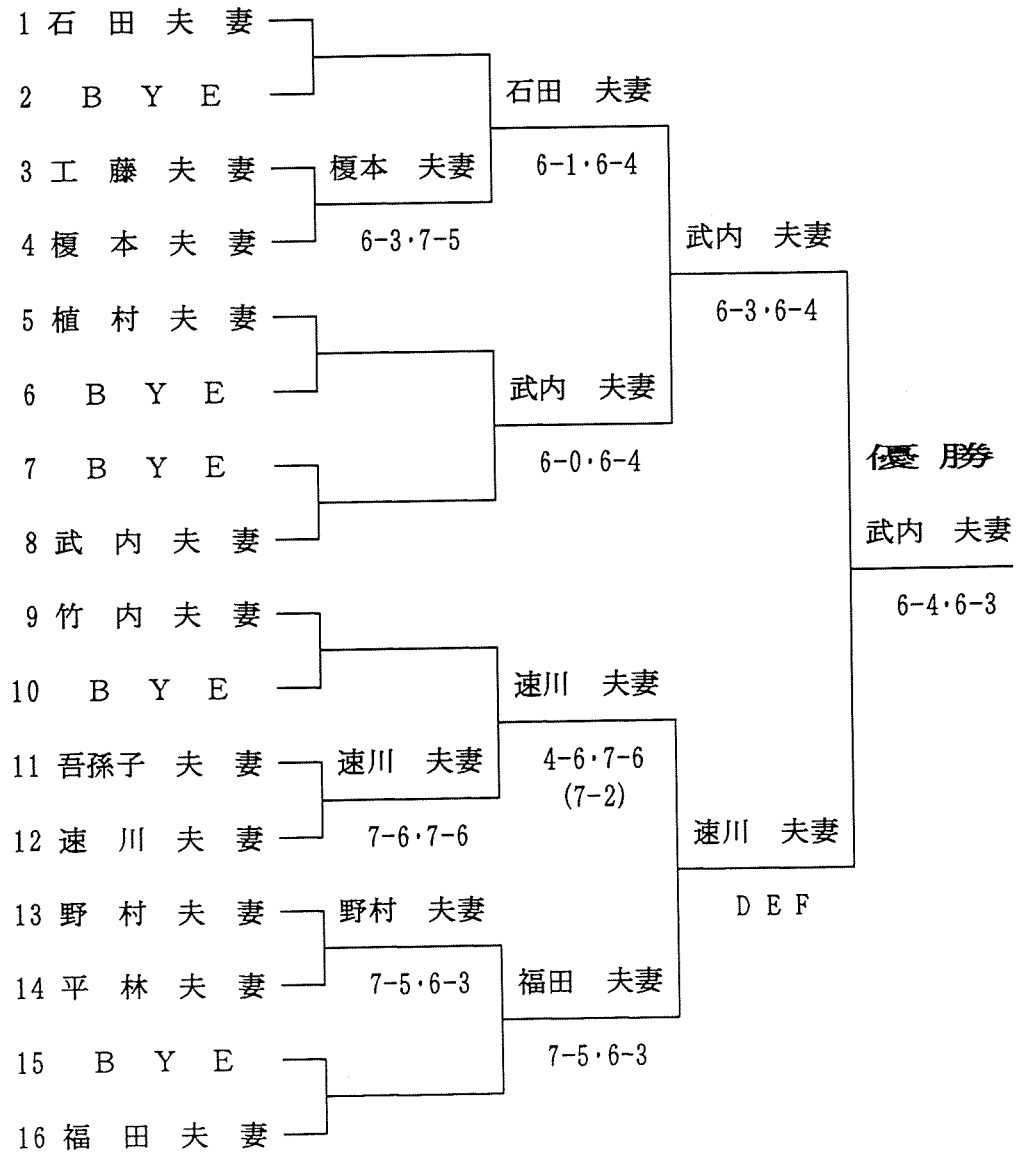 1 石田夫妻
2 BYE
3 工藤夫妻
4 榎本夫妻
5 植村夫妻
6 BYE
7 BYE
8 武内夫妻
9 竹内夫妻
10 BYE
11 吾孫子夫妻
12 速川夫妻
13 野村夫妻
14 平林夫妻
15 BYE
16 福田夫妻
榎本 夫妻
6-3・7-5
速川 夫妻
7-6・7-6
野村 夫妻
7-5・6-3
石田 夫妻
6-1・6-4
武内 夫妻
6-0・6-4
速川 夫妻
4-6・7-6
(7-2)
福田 夫妻
7-5・6-3
武内 夫妻
6-3・6-4
速川 夫妻
DEF
優勝
武内 夫妻
6-4・6-3